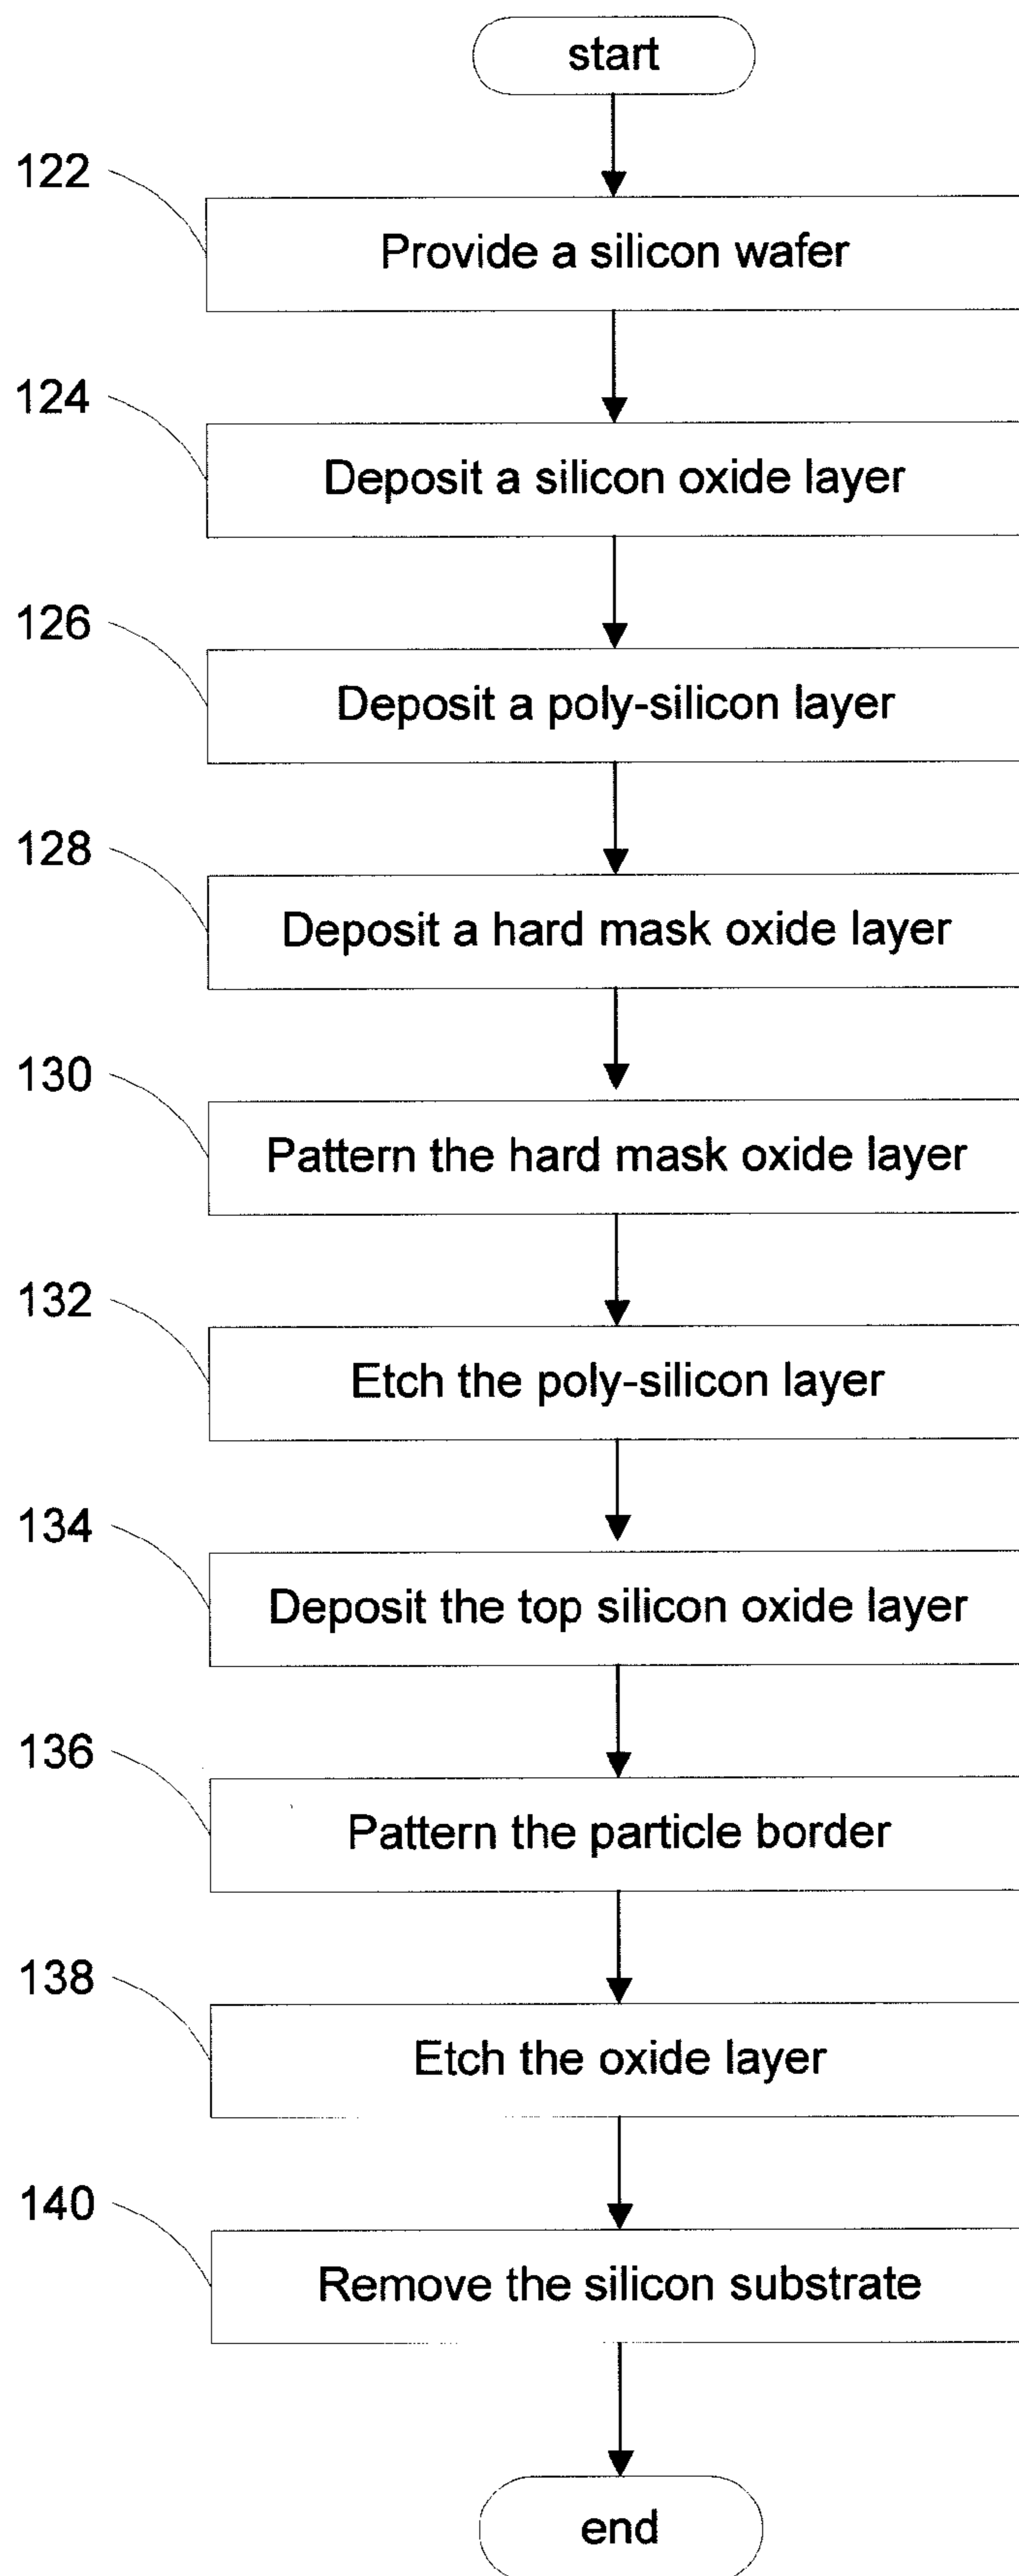 start
122
Provide a silicon wafer
124
Deposit a silicon oxide layer
126
Deposit a poly-silicon layer
128
Deposit a hard mask oxide layer
130
Pattern the hard mask oxide layer
132
Etch the poly-silicon layer
134
Deposit the top silicon oxide layer
136
Pattern the particle border
138
Etch the oxide layer
140
Remove the silicon substrate
end